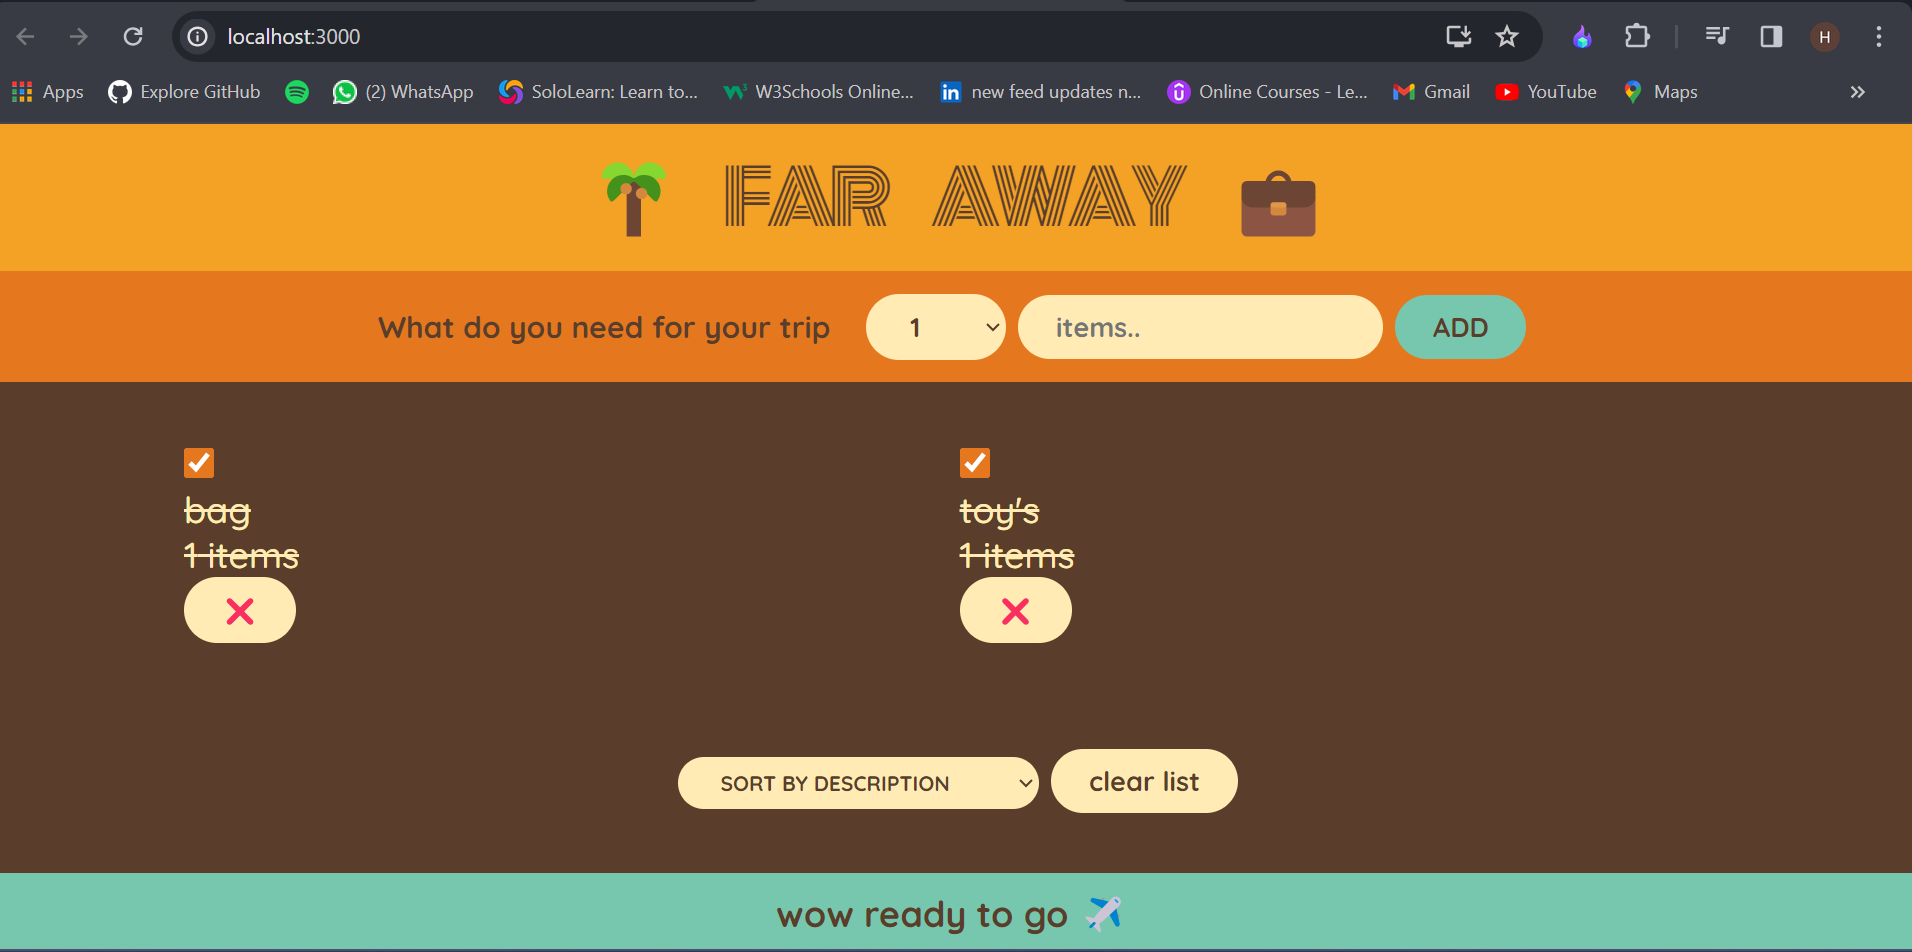 localhost:3000
H
Apps Explore GitHub (2) WhatsApp SoloLearn: Learn to... W3Schools Online... new feed updates n... Online Courses - Le... Gmail YouTube Maps
FAR AWAY
What do you need for your trip 1 items.. ADD
bag
1 items
toy's
1 items
SORT BY DESCRIPTION clear list
wow ready to go